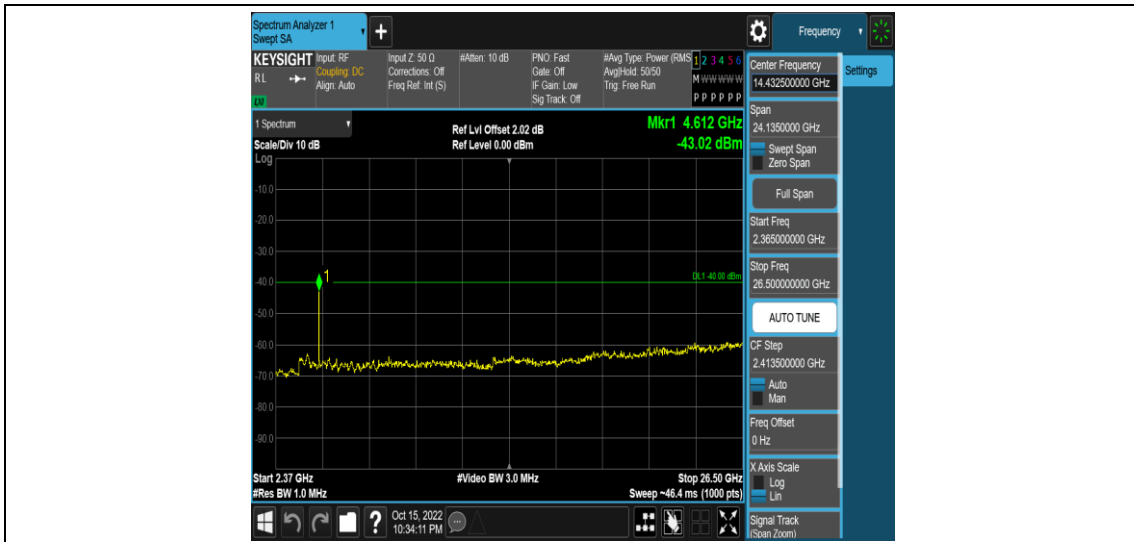 Spectrum Analyzer 1
Swept SA
+
Frequency
KEYSIGHT
RL
LXI
Input: RF
Coupling: DC
Align: Auto
Input Z: 50 Ω
Corrections: Off
Freq Ref: Int (S)
#Atten: 10 dB
PNO: Fast
Gate: Off
IF Gain: Low
Sig Track: Off
#Avg Type: Power (RMS
Avg|Hold: 50/50
Trig: Free Run
1 2 3 4 5 6
M W W W W W
P P P P P P
1 Spectrum
Scale/Div 10 dB
Ref Lvl Offset 2.02 dB
Ref Level 0.00 dBm
Mkr1 4.612 GHz
-43.02 dBm
Log
-10.0
-20.0
-30.0
-40.0
-50.0
-60.0
-70.0
-80.0
-90.0
1
DL1 -40.00 dBm
Start 2.37 GHz
#Res BW 1.0 MHz
#Video BW 3.0 MHz
Stop 26.50 GHz
Sweep ~46.4 ms (1000 pts)
?
Oct 15, 2022
10:34:11 PM
Center Frequency
14.432500000 GHz
Span
24.1350000 GHz
Swept Span
Zero Span
Full Span
Start Freq
2.365000000 GHz
Stop Freq
26.500000000 GHz
AUTO TUNE
CF Step
2.413500000 GHz
Auto
Man
Freq Offset
0 Hz
X Axis Scale
Log
Lin
Signal Track
(Span Zoom)
Settings